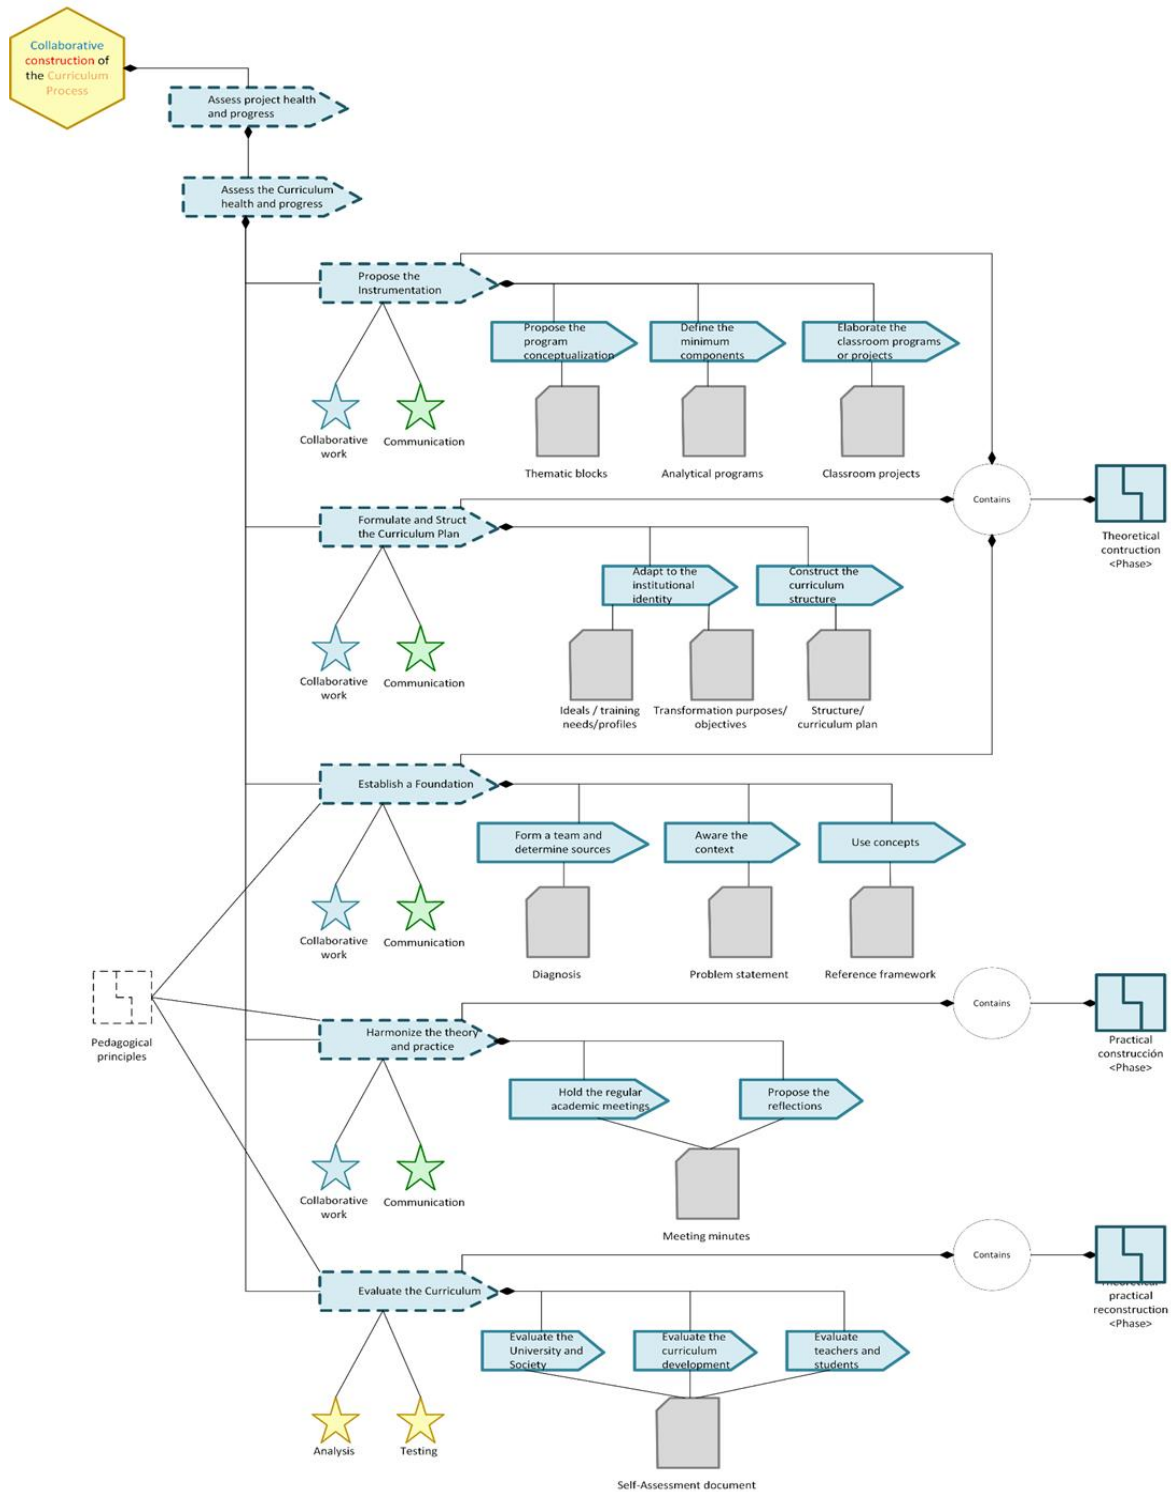 Collaborative
construction of
the Curriculum
Process
Assess project health
and progress
Assess the Curriculum
health and progress
Propose the
Instrumentation
Propose the
program
conceptualization
Define the
minimum
components
Elaborate the
classroom programs
or projects
Collaborative
work
Communication
Thematic blocks
Analytical programs
Classroom projects
Contains
Theoretical
contruction
<Phase>
Formulate and Struct
the Curriculum Plan
Adapt to the
institutional
identity
Construct the
curriculum
structure
Collaborative
work
Communication
Ideals / training
needs/profiles
Transformation purposes/
objectives
Structure/
curriculum plan
Establish a Foundation
Form a team and
determine sources
Aware the
context
Use concepts
Collaborative
work
Communication
Diagnosis
Problem statement
Reference framework
Pedagogical
principles
Contains
Practical
construcción
<Phase>
Harmonize the theory
and practice
Hold the regular
academic meetings
Propose the
reflections
Collaborative
work
Communication
Meeting minutes
Contains
practical
reconstruction
<Phase>
Evaluate the Curriculum
Evaluate the
University and
Society
Evaluate the
curriculum
development
Evaluate
teachers and
students
Analysis
Testing
Self-Assessment document